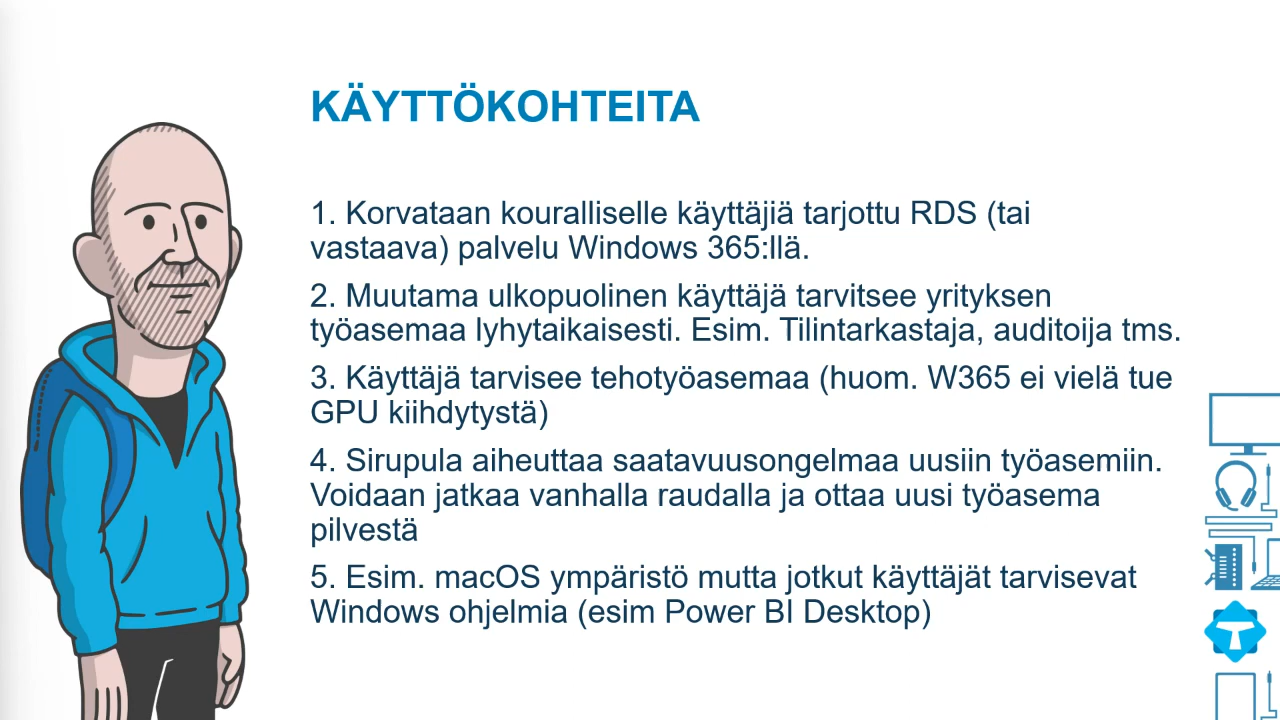 KÄYTTÖKOHTEITA
1. Korvataan kouralliselle käyttäjiä tarjottu RDS (tai
vastaava) palvelu Windows 365:llä.
2. Muutama ulkopuolinen käyttäjä tarvitsee yrityksen
työasemaa lyhytaikaisesti. Esim. Tilintarkastaja, auditoija tms.
3. Käyttäjä tarvisee tehotyöasemaa (huom. W365 ei vielä tue
GPU kiihdytystä)
4. Sirupula aiheuttaa saatavuusongelmaa uusiin työasemiin.
Voidaan jatkaa vanhalla raudalla ja ottaa uusi työasema
pilvestä
5. Esim. macOS ympäristö mutta jotkut käyttäjät tarvisevat
Windows ohjelmia (esim Power BI Desktop)